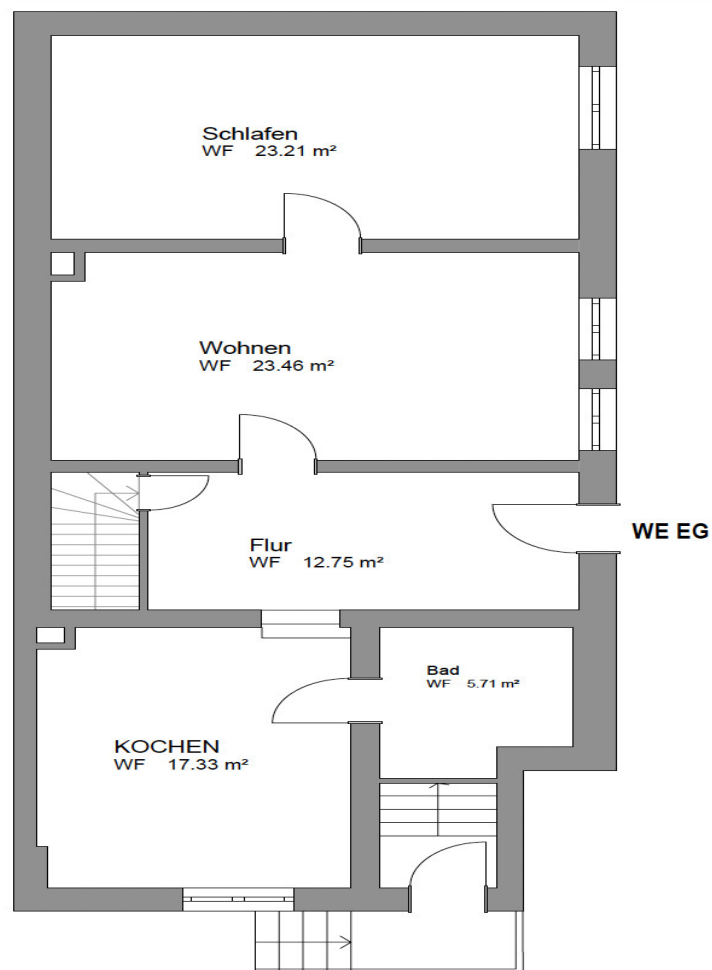 Schlafen
WF 23.21 m²
Wohnen
WF 23.46 m²
WE EG
Flur
WF 12.75 m²
Bad
WF 5.71 m²
KOCHEN
WF 17.33 m²